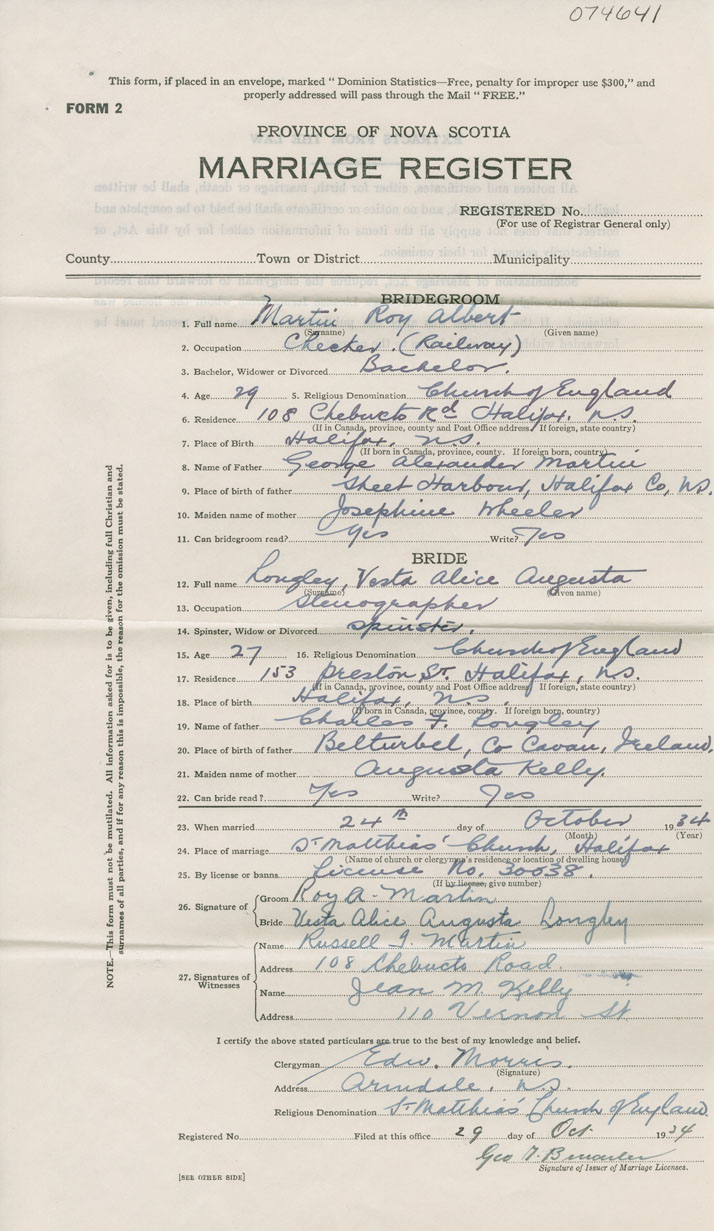 074641
This form, if placed in an envelope, marked " Dominion Statistics—Free, penalty for improper use $300," and
properly addressed will pass through the Mail " FREE."
FORM 2
PROVINCE OF NOVA SCOTIA
MARRIAGE REGISTER
REGISTERED No.
(For use of Registrar General only)
County Town or District Municipality
BRIDEGROOM
1. Full name Martin Roy Albert
(Surname) (Given name)
2. Occupation Checker. (Railway)
3. Bachelor, Widower or Divorced Bachelor.
4. Age 29 5. Religious Denomination Church of England
6. Residence 108 Chebucto Rd Halifax. N.S.
(If in Canada, province, county and Post Office address. If foreign, state country)
7. Place of Birth Halifax, N.S.
(If born in Canada, province, county. If foreign born, country)
8. Name of Father George Alexander Martin
9. Place of birth of father Sheet Harbour, Halifax Co, N.S.
10. Maiden name of mother Josephine Wheeler
11. Can bridegroom read? Yes Write? Yes
BRIDE
12. Full name Longley, Vesta Alice Augusta
(Surname) (Given name)
13. Occupation Stenographer
14. Spinster, Widow or Divorced Spinster.
15. Age 27 16. Religious Denomination Church of England
17. Residence 153 Preston St. Halifax, N.S.
(If in Canada, province, county and Post Office address. If foreign, state country)
18. Place of birth Halifax, N.S.
(If born in Canada, province, county. If foreign born, country)
19. Name of father Charles F. Longley
20. Place of birth of father Belturbet, Co Cavan, Ireland.
21. Maiden name of mother Augusta Kelly.
22. Can bride read? Yes Write? Yes
23. When married 24th day of October 1934
(Month) (Year)
24. Place of marriage St Matthias' Church, Halifax
(Name of church or clergymen's residence or location of dwelling house)
25. By license or banns License No. 30038.
(If by license, give number)
26. Signature of
Groom Roy A. Martin
Bride Vesta Alice Augusta Longley
27. Signatures of Witnesses
Name Russell G. Martin
Address 108 Chebucto Road
Name Jean M. Kelly
Address 110 Vernon St
I certify the above stated particulars are true to the best of my knowledge and belief.
Clergyman Edw. Morris.
(Signature)
Address Armdale. N.S.
Religious Denomination St Matthias' Church of England
Registered No. Filed at this office 29 day of Oct. 1934
Geo
Signature of Issuer of Marriage Licenses.
[SEE OTHER SIDE]
NOTE.—This form must not be mutilated. All information asked for is to be given, including full Christian and
surnames of all parties, and if for any reason this is impossible, the reason for the omission must be stated.